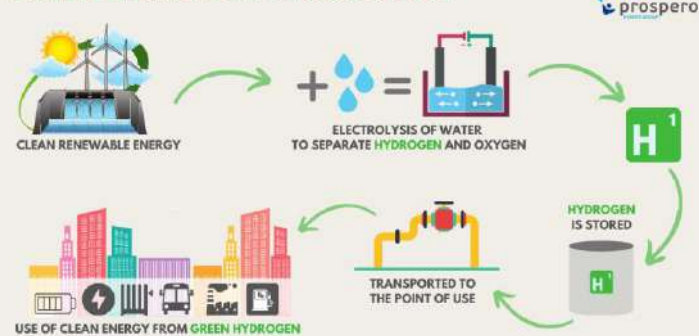 prospero
CLEAN RENEWABLE ENERGY
ELECTROLYSIS OF WATER
TO SEPARATE HYDROGEN AND OXYGEN
H 1
HYDROGEN
IS STORED
H 1
TRANSPORTED TO
THE POINT OF USE
USE OF CLEAN ENERGY FROM GREEN HYDROGEN